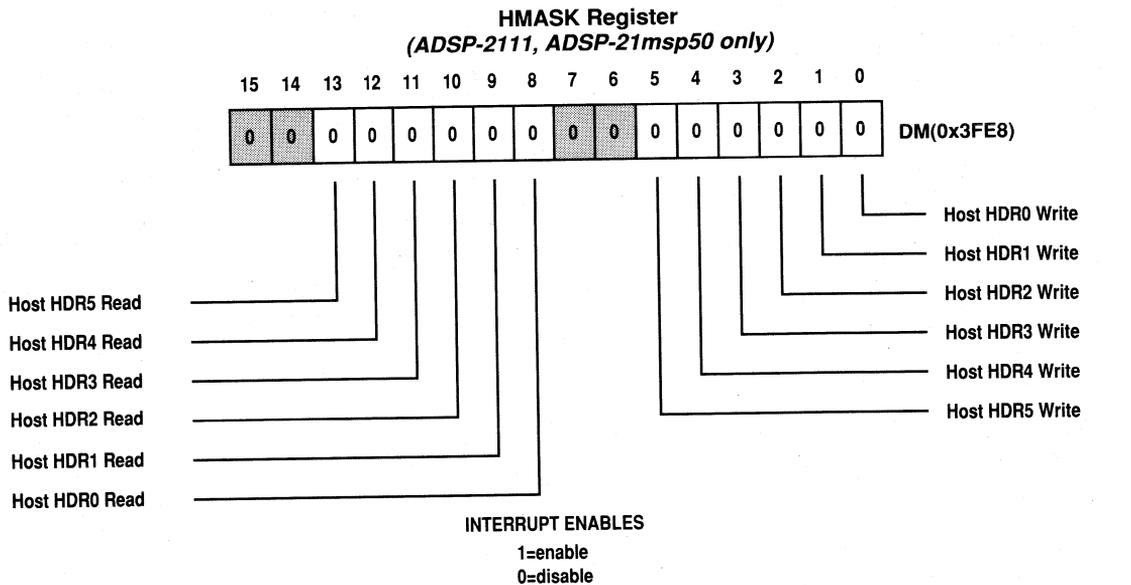 HMASK Register
(ADSP-2111, ADSP-21msp50 only)
15 14 13 12 11 10 9 8 7 6 5 4 3 2 1 0
0 0 0 0 0 0 0 0 0 0 0 0 0 0 0 0 DM(0x3FE8)
Host HDR0 Write
Host HDR1 Write
Host HDR2 Write
Host HDR3 Write
Host HDR4 Write
Host HDR5 Write
Host HDR5 Read
Host HDR4 Read
Host HDR3 Read
Host HDR2 Read
Host HDR1 Read
Host HDR0 Read
INTERRUPT ENABLES
1=enable
0=disable